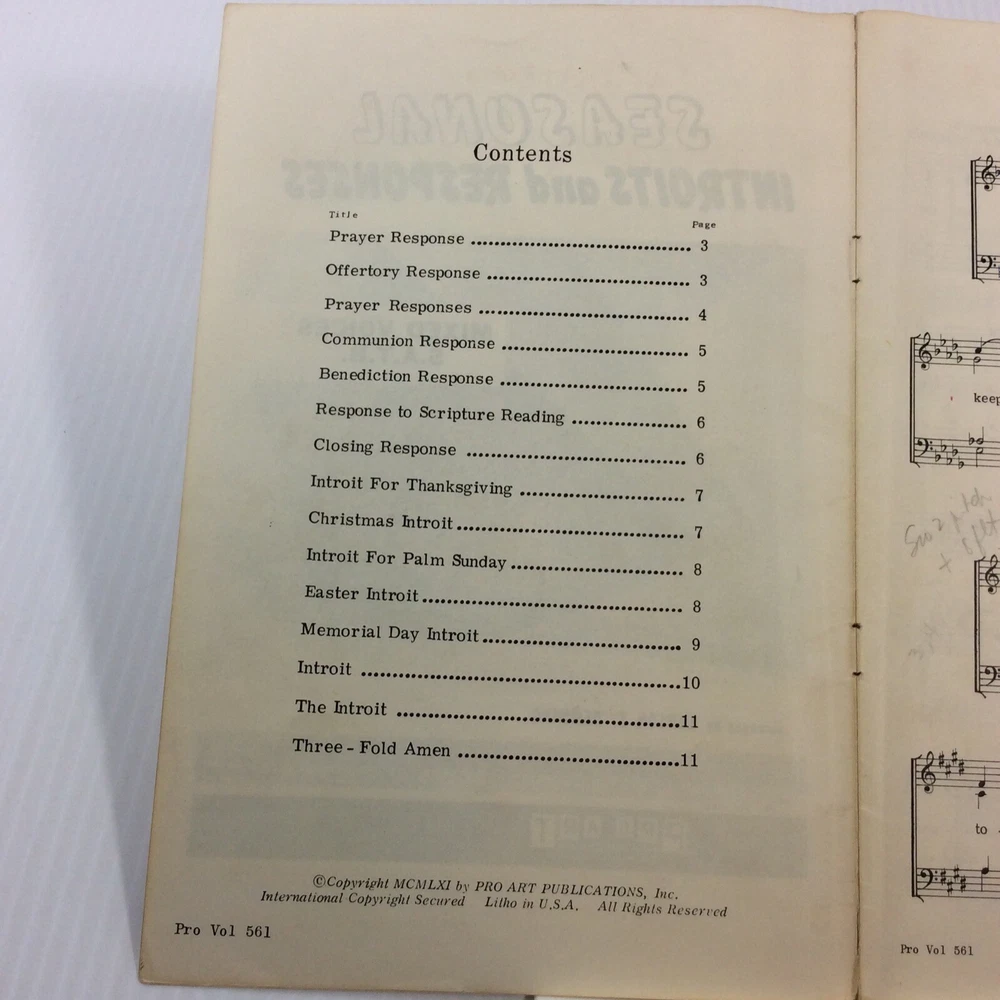 SEASONAL
INTROITS and RESPONSES
Contents
Title Page
Prayer Response 3
Offertory Response 3
Prayer Responses 4
Communion Response 5
Benediction Response 5
Response to Scripture Reading 6
Closing Response 6
Introit For Thanksgiving 7
Christmas Introit 7
Introit For Palm Sunday 8
Easter Introit 8
Memorial Day Introit 9
Introit 10
The Introit 11
Three - Fold Amen 11
©Copyright MCMLXI by PRO ART PUBLICATIONS, Inc.
International Copyright Secured Litho in U.S.A. All Rights Reserved
Pro Vol 561
keep
to
Pro Vol 561